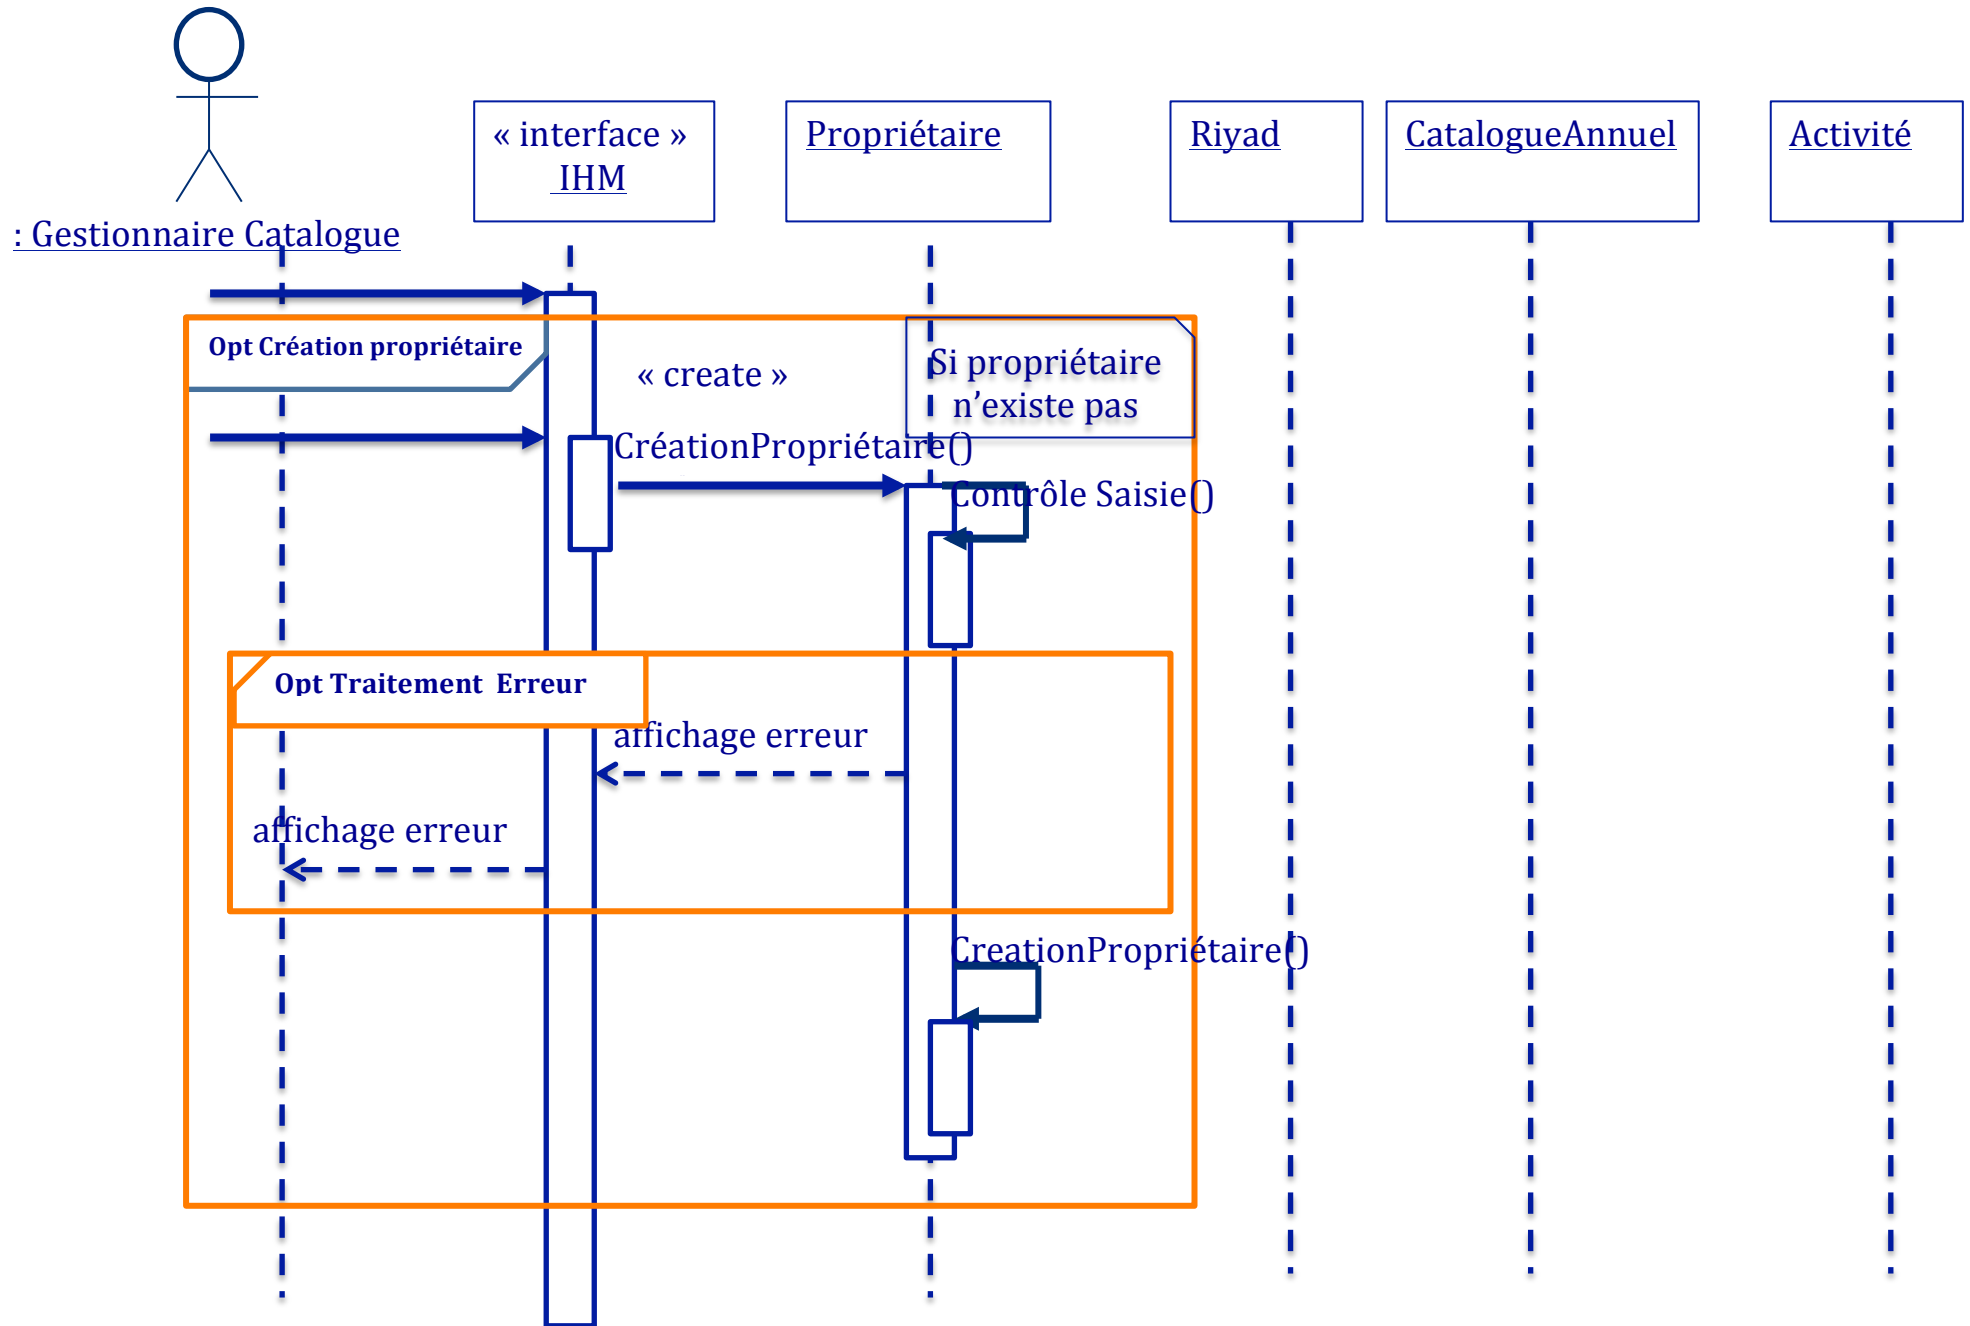 « interface »
IHM
Propriétaire
Riyad
CatalogueAnnuel
Activité
: Gestionnaire Catalogue
Opt Création propriétaire
« create »
Si propriétaire
n’existe pas
CréationPropriétaire()
Contrôle Saisie()
Opt Traitement  Erreur
affichage erreur
affichage erreur
CreationPropriétaire()